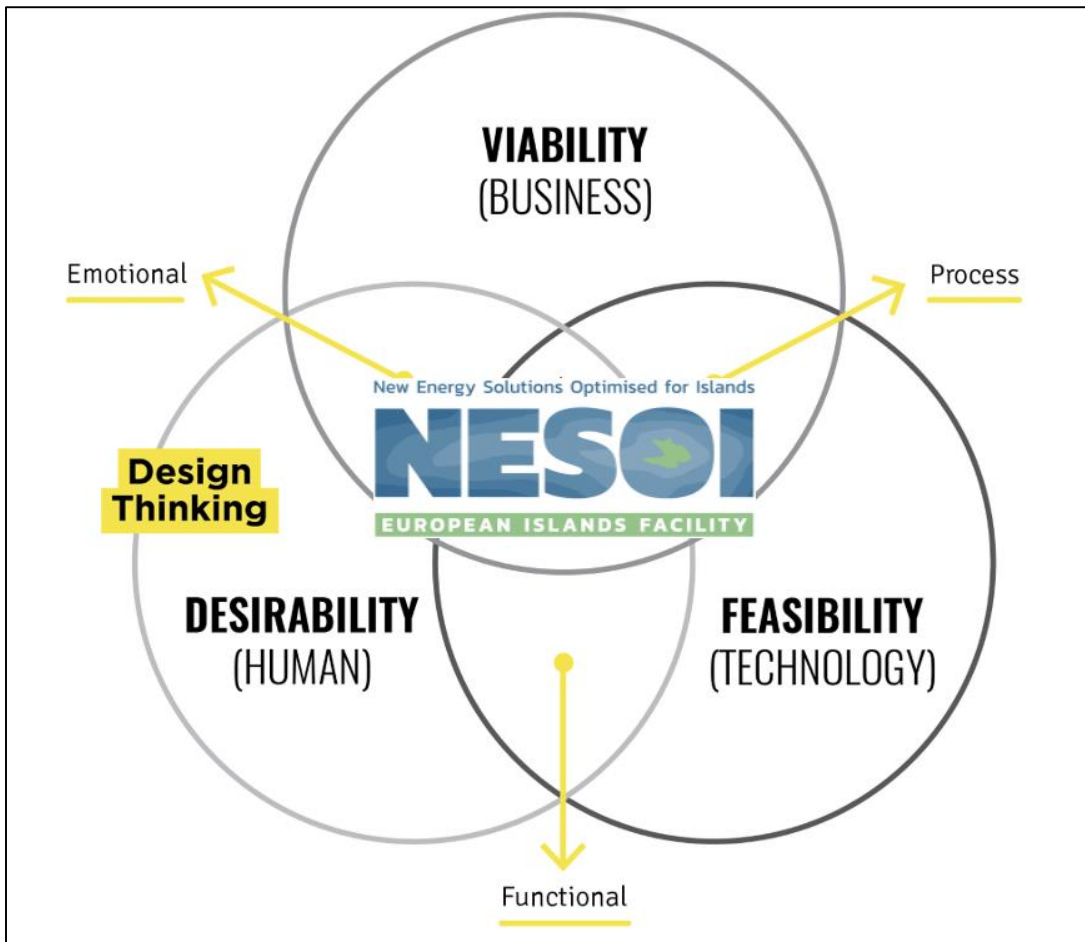 VIABILITY
(BUSINESS)
Emotional
Process
New Energy Solutions Optimised for Islands
NESOI
EUROPEAN ISLANDS FACILITY
Design
Thinking
DESIRABILITY
(HUMAN)
FEASIBILITY
(TECHNOLOGY)
Functional